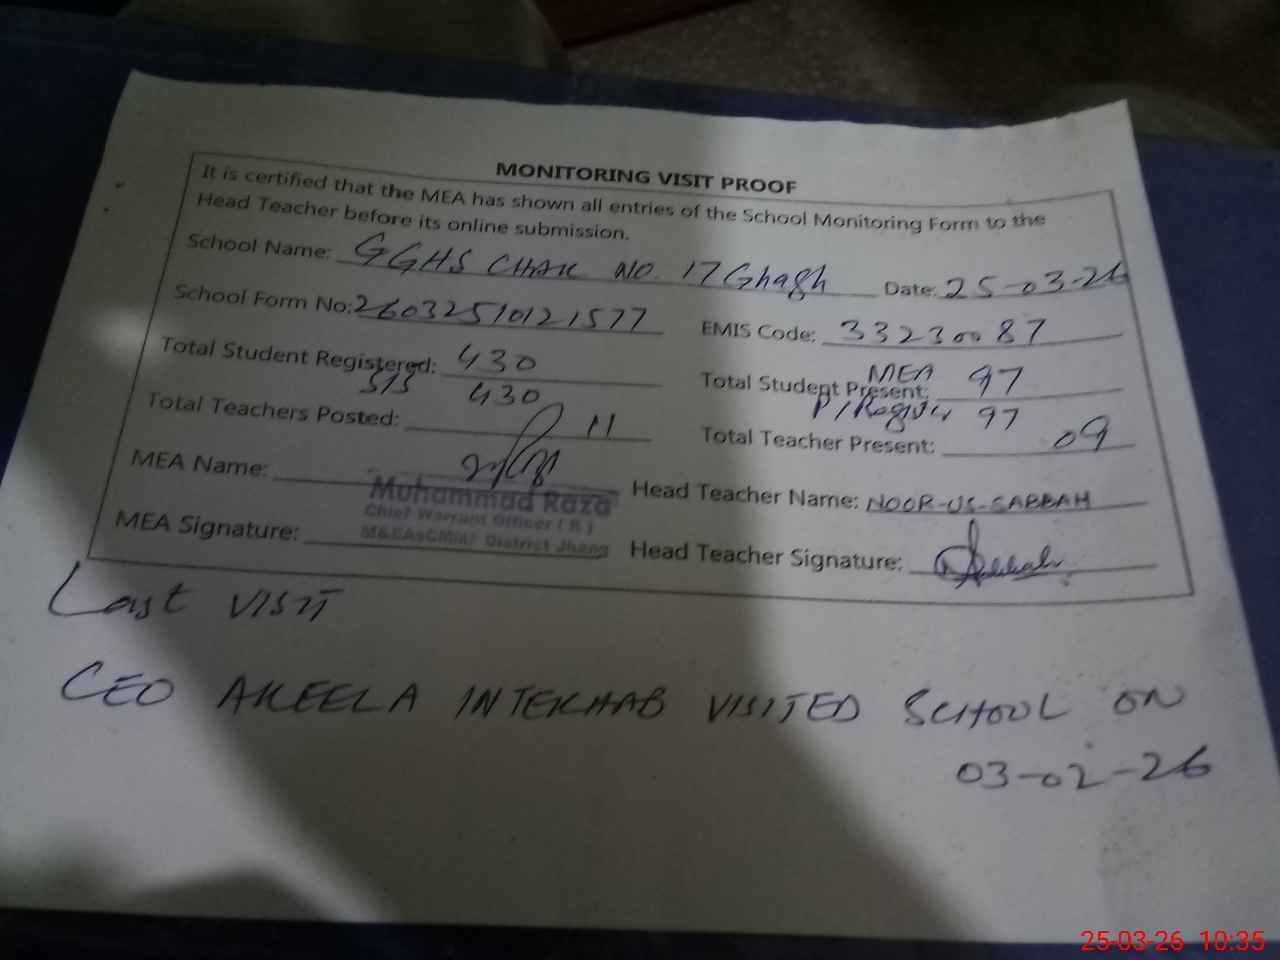 MONITORING VISIT PROOF
It is certified that the MEA has shown all entries of the School Monitoring Form to the
Head Teacher before its online submission.
School Name: GGHS CHAK NO. 17 Ghagh Date: 25-03-26
School Form No: 26032510121577 EMIS Code: 33230087
Total Student Registered: 430 Total Student Present: MEA 97
SIS 430 P/Register 97
Total Teachers Posted: 11 Total Teacher Present: 09
MEA Name: Head Teacher Name: NOOR-US-SABBAH
Muhammad Raza
Chief Warrant Officer ( R )
M&EAsCMIAF District Jhang
MEA Signature: Head Teacher Signature:
Last VISIT
CEO AKEELA INTEKHAB VISITED SCHOOL ON
03-02-26
25-03-26 10:35